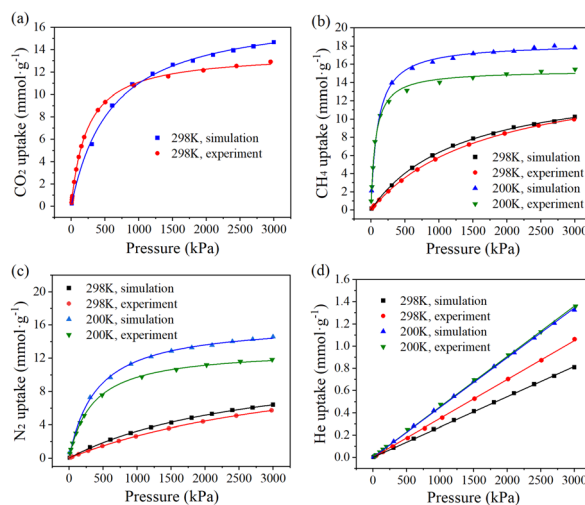 (a)
16
14
12
10
8
6
4
2
0
CO2 uptake (mmol·g-1)
298K, simulation
298K, experiment
0 500 1000 1500 2000 2500 3000
Pressure (kPa)
(b)
24
22
20
18
16
14
12
10
8
6
4
2
0
CH4 uptake (mmol·g-1)
298K, simulation
298K, experiment
200K, simulation
200K, experiment
0 500 1000 1500 2000 2500 3000
Pressure (kPa)
(c)
20
16
12
8
4
0
N2 uptake (mmol·g-1)
298K, simulation
298K, experiment
200K, simulation
200K, experiment
0 500 1000 1500 2000 2500 3000
Pressure (kPa)
(d)
1.6
1.4
1.2
1.0
0.8
0.6
0.4
0.2
0.0
He uptake (mmol·g-1)
298K, simulation
298K, experiment
200K, simulation
200K, experiment
0 500 1000 1500 2000 2500 3000
Pressure (kPa)